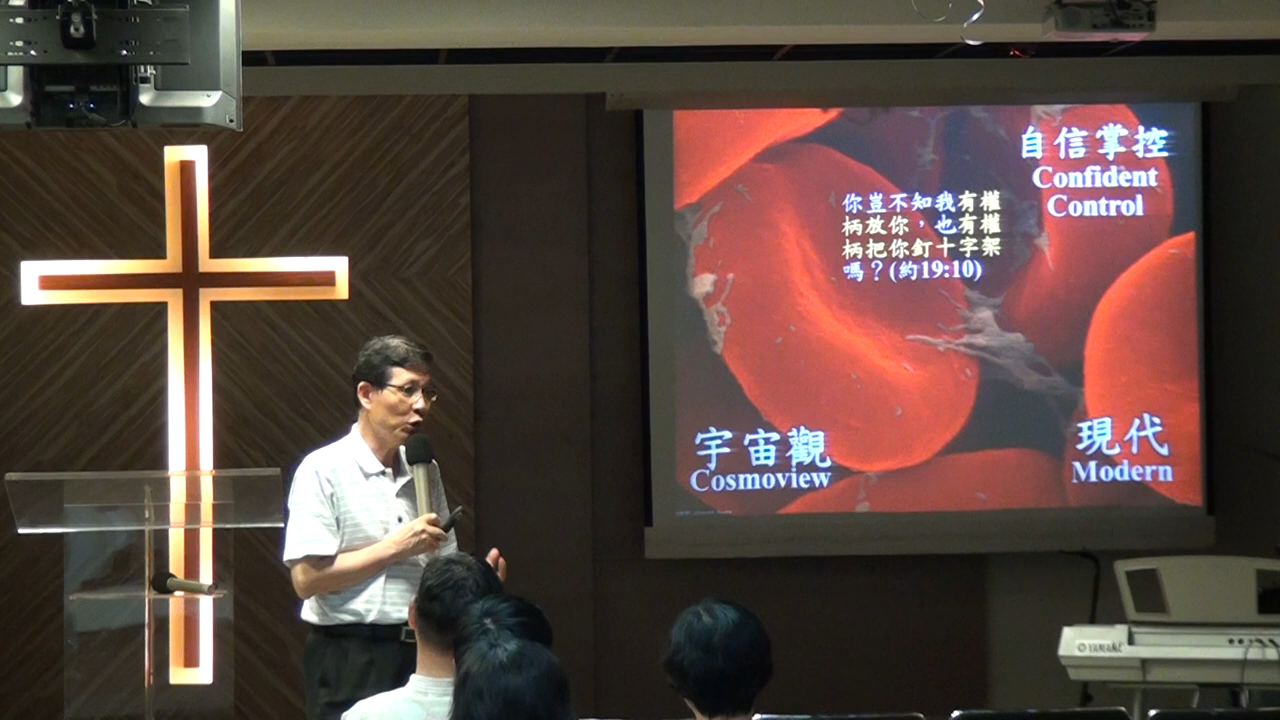 自信掌控
Confident
Control
你豈不知我有權
柄放你,也有權
柄把你釘十字架
嗎?(約19:10)
宇宙觀
Cosmoview
現代
Modern
YAMAHA